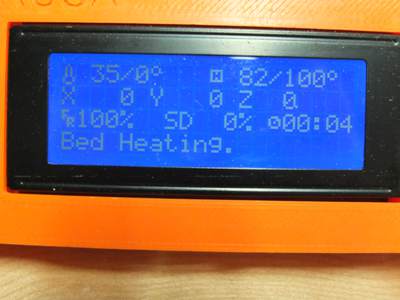 35/0° 82/100°
X 0 Y 0 Z 0
100% SD 0% 00:04
Bed Heating.